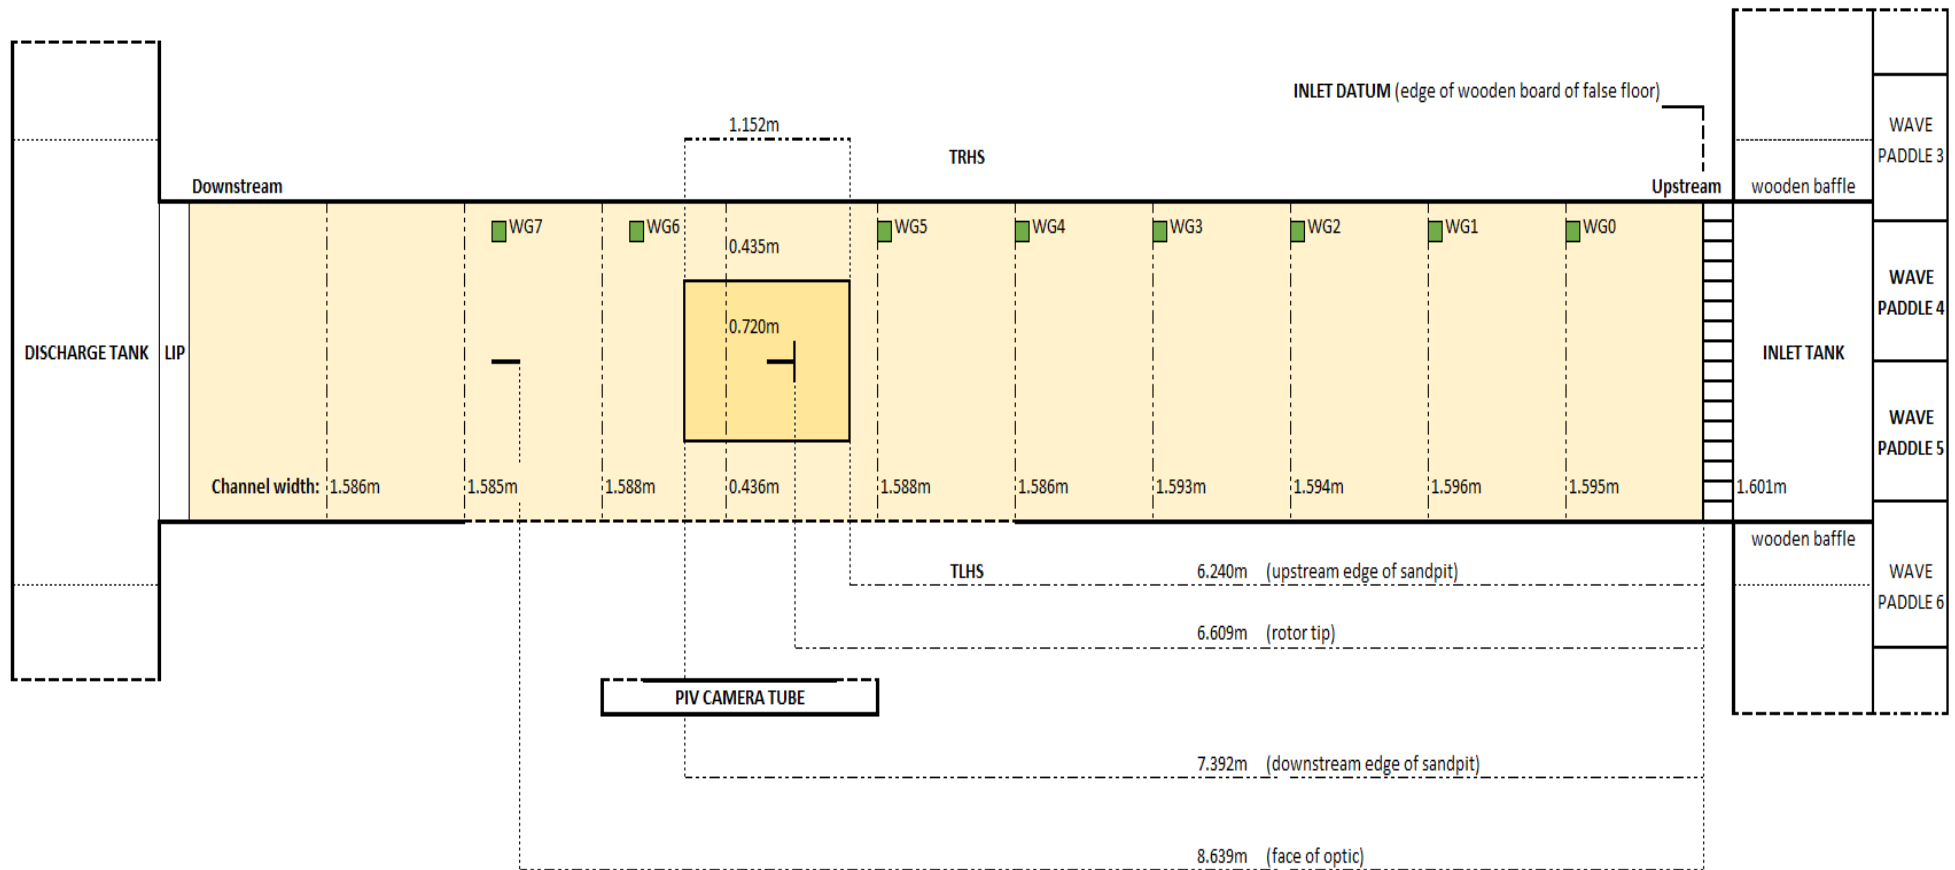 INLET DATUM (edge of wooden board of false floor)
1.152m
WAVE
PADDLE 3
TRHS
Downstream
Upstream
wooden baffle
WG7
WG6
WG5
WG4
WG3
WG2
WG1
WG0
0.435m
WAVE
PADDLE 4
0.720m
DISCHARGE TANK
LIP
INLET TANK
WAVE
PADDLE 5
Channel width:
1.586m
1.585m
1.588m
0.436m
1.588m
1.586m
1.593m
1.594m
1.596m
1.595m
1.601m
wooden baffle
TLHS
6.240m (upstream edge of sandpit)
WAVE
PADDLE 6
6.609m (rotor tip)
PIV CAMERA TUBE
7.392m (downstream edge of sandpit)
8.639m (face of optic)